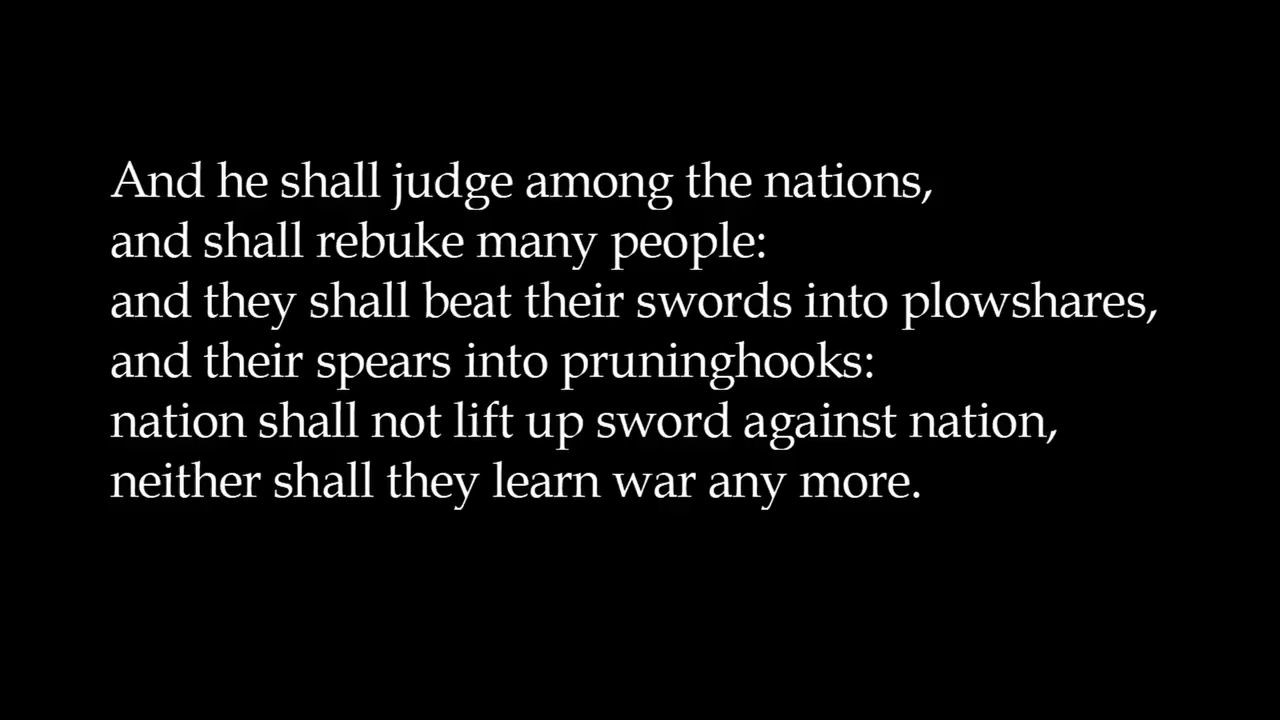 And he shall judge among the nations,
and shall rebuke many people:
and they shall beat their swords into plowshares,
and their spears into pruninghooks:
nation shall not lift up sword against nation,
neither shall they learn war any more.